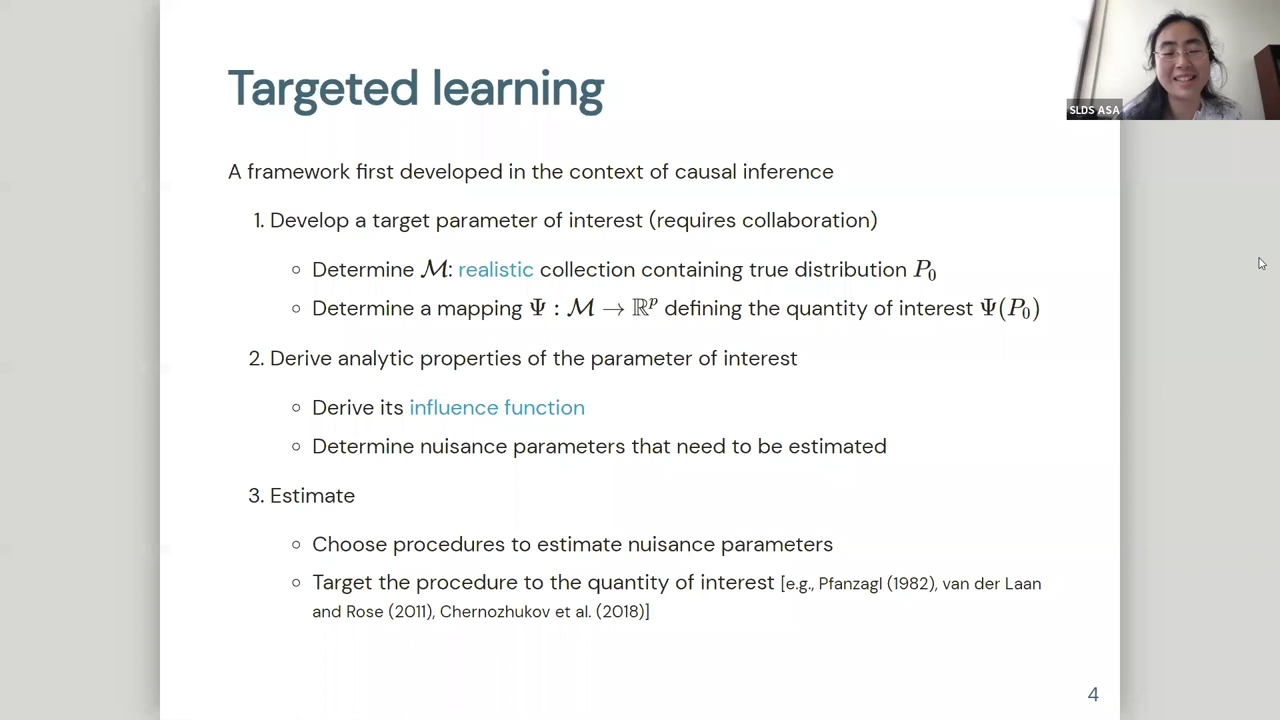 Targeted learning
SLDS ASA
A framework first developed in the context of causal inference
1. Develop a target parameter of interest (requires collaboration)
◦ Determine ℳ: realistic collection containing true distribution P₀
◦ Determine a mapping Ψ : ℳ → ℝᵖ defining the quantity of interest Ψ(P₀)
2. Derive analytic properties of the parameter of interest
◦ Derive its influence function
◦ Determine nuisance parameters that need to be estimated
3. Estimate
◦ Choose procedures to estimate nuisance parameters
◦ Target the procedure to the quantity of interest [e.g., Pfanzagl (1982), van der Laan
and Rose (2011), Chernozhukov et al. (2018)]
4